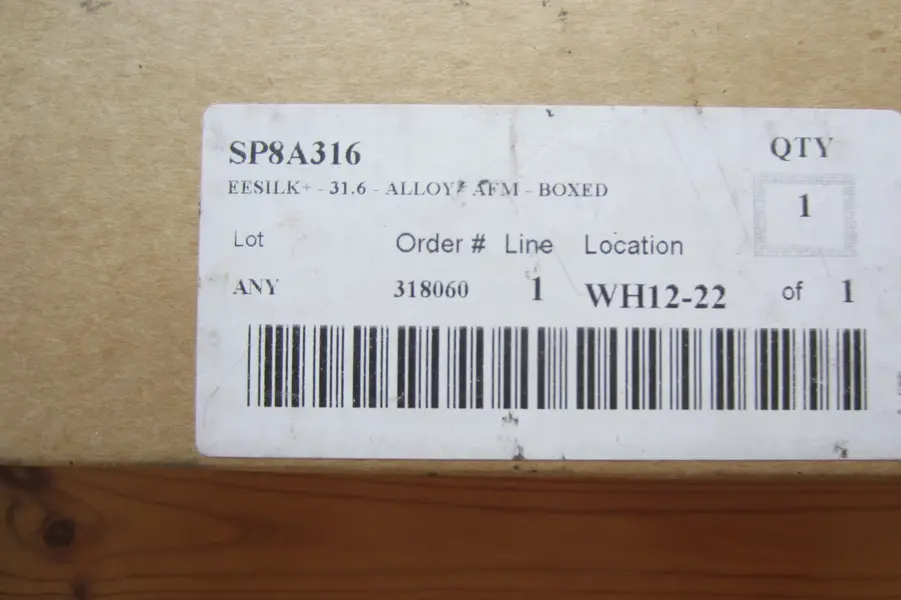 SP8A316
QTY
EESILK+ - 31.6 - ALLOY AFM - BOXED
1
Lot
Order # Line Location
ANY 318060 1 WH12-22 of 1